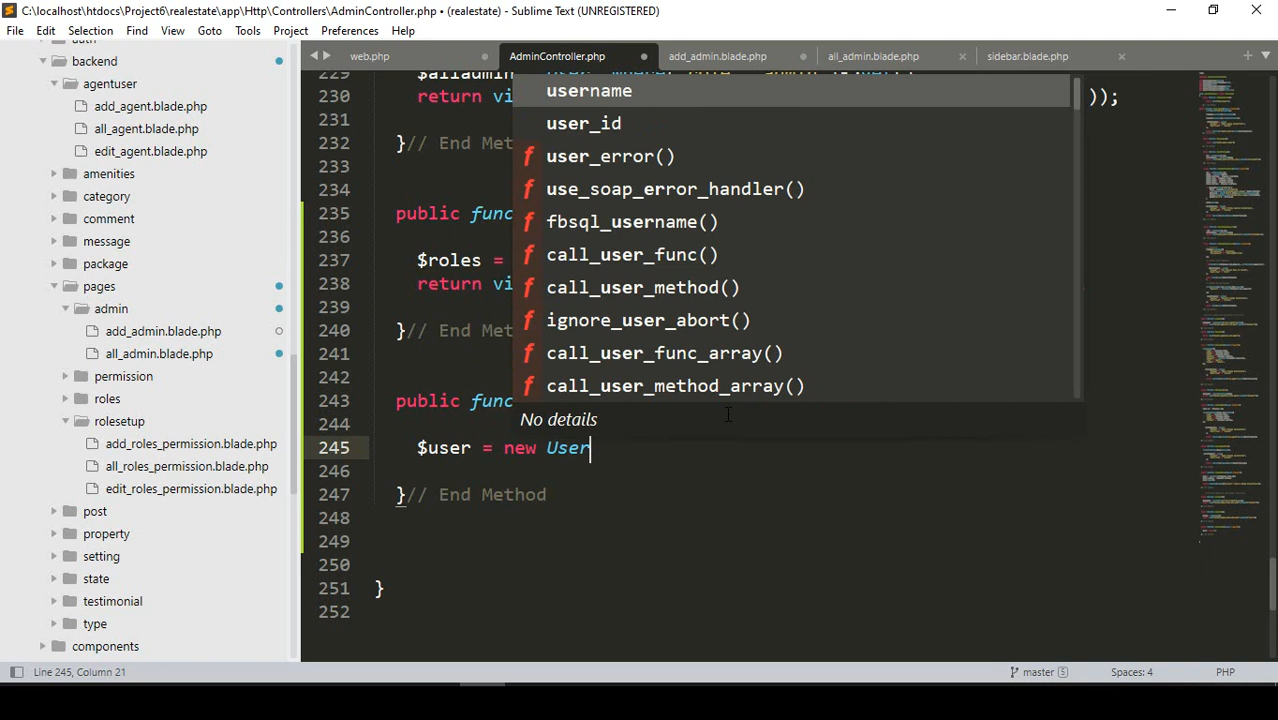 C:\localhost\htdocs\Project6\realestate\app\Http\Controllers\AdminController.php • (realestate) - Sublime Text (UNREGISTERED)
File Edit Selection Find View Goto Tools Project Preferences Help
web.php
AdminController.php
add_admin.blade.php
all_admin.blade.php
sidebar.blade.php
backend
agentuser
add_agent.blade.php
all_agent.blade.php
edit_agent.blade.php
amenities
category
comment
message
package
pages
admin
add_admin.blade.php
all_admin.blade.php
permission
roles
rolesetup
add_roles_permission.blade.php
all_roles_permission.blade.php
edit_roles_permission.blade.php
post
property
setting
state
testimonial
type
components
229 $alladmin
230 return vi ));
231
232 }// End Met
233
234
235 public func
236
237 $roles =
238 return vi
239
240 }// End Met
241
242
243 public func
244
245 $user = new User
246
247 }// End Method
248
249
250
251 }
252
username
user_id
f user_error()
f use_soap_error_handler()
f fbsql_username()
f call_user_func()
f call_user_method()
f ignore_user_abort()
f call_user_func_array()
f call_user_method_array()
No details
Line 245, Column 21
master 5
Spaces: 4
PHP